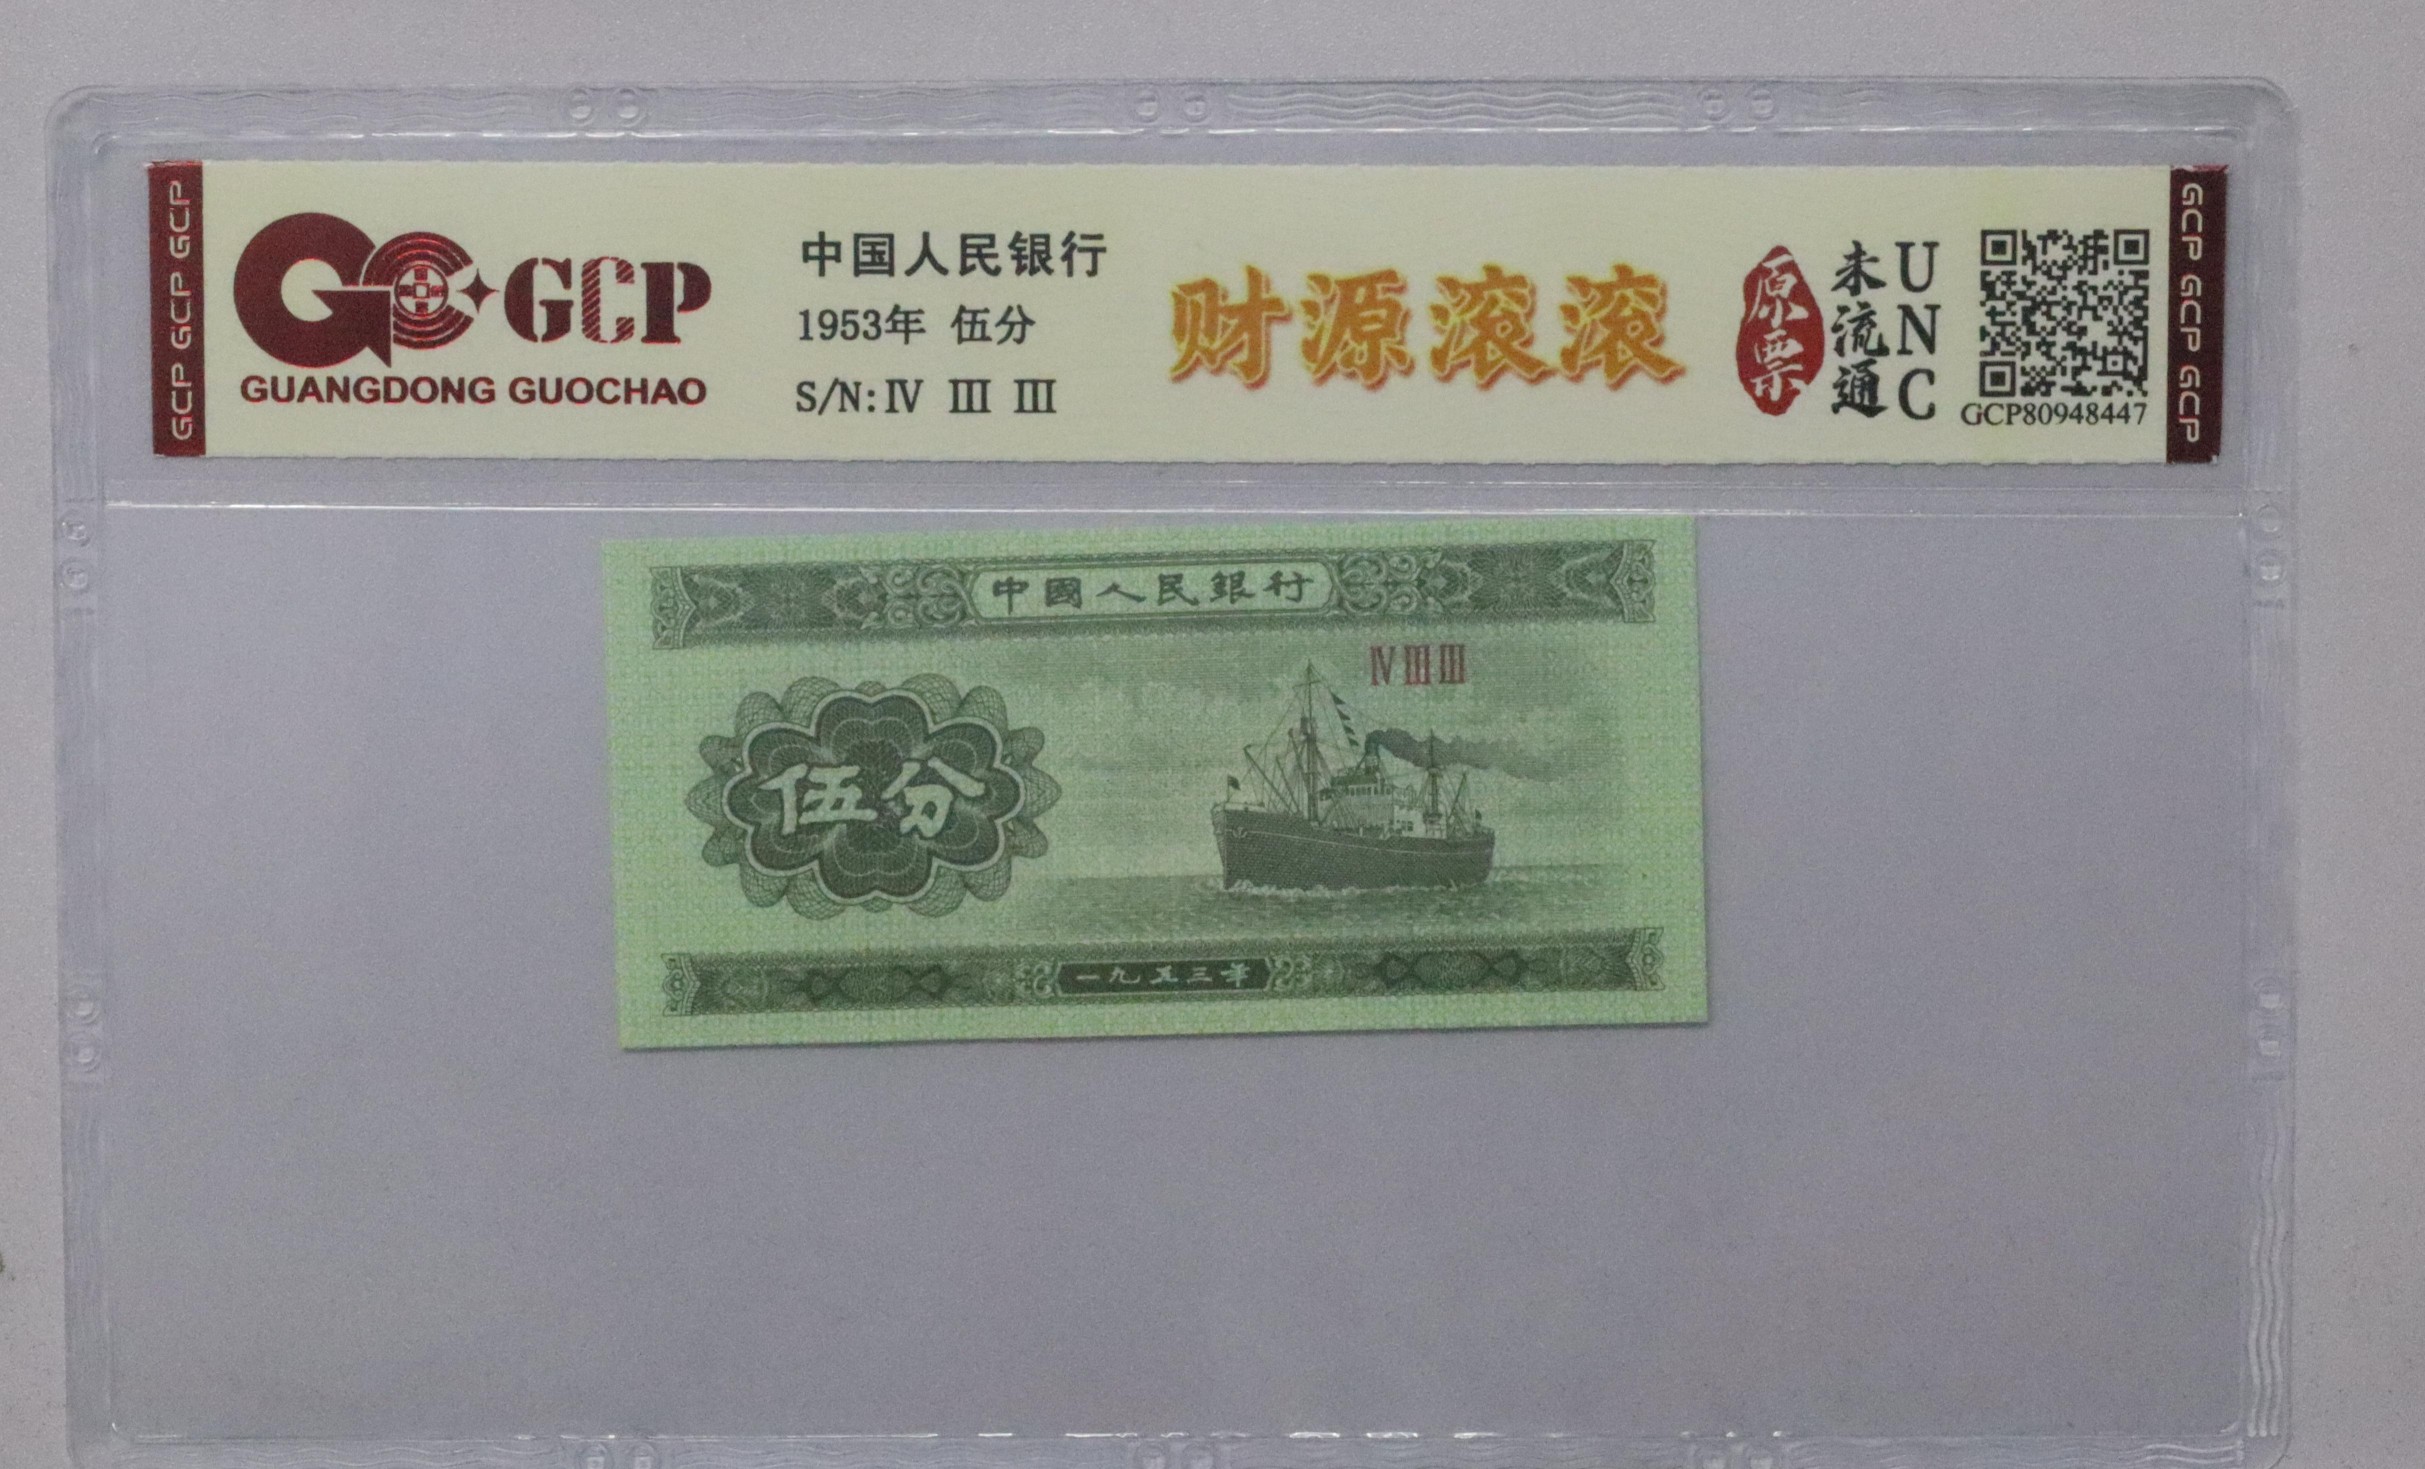 GCP GCP GCP
GCP
GUANGDONG GUOCHAO
中国人民银行
1953年 伍分
S/N:Ⅳ Ⅲ Ⅲ
财源滚滚
原票
未流通
UNC
GCP80948447
GCP GCP GCP
中國人民銀行
Ⅳ Ⅲ Ⅲ
伍分
一九五三年